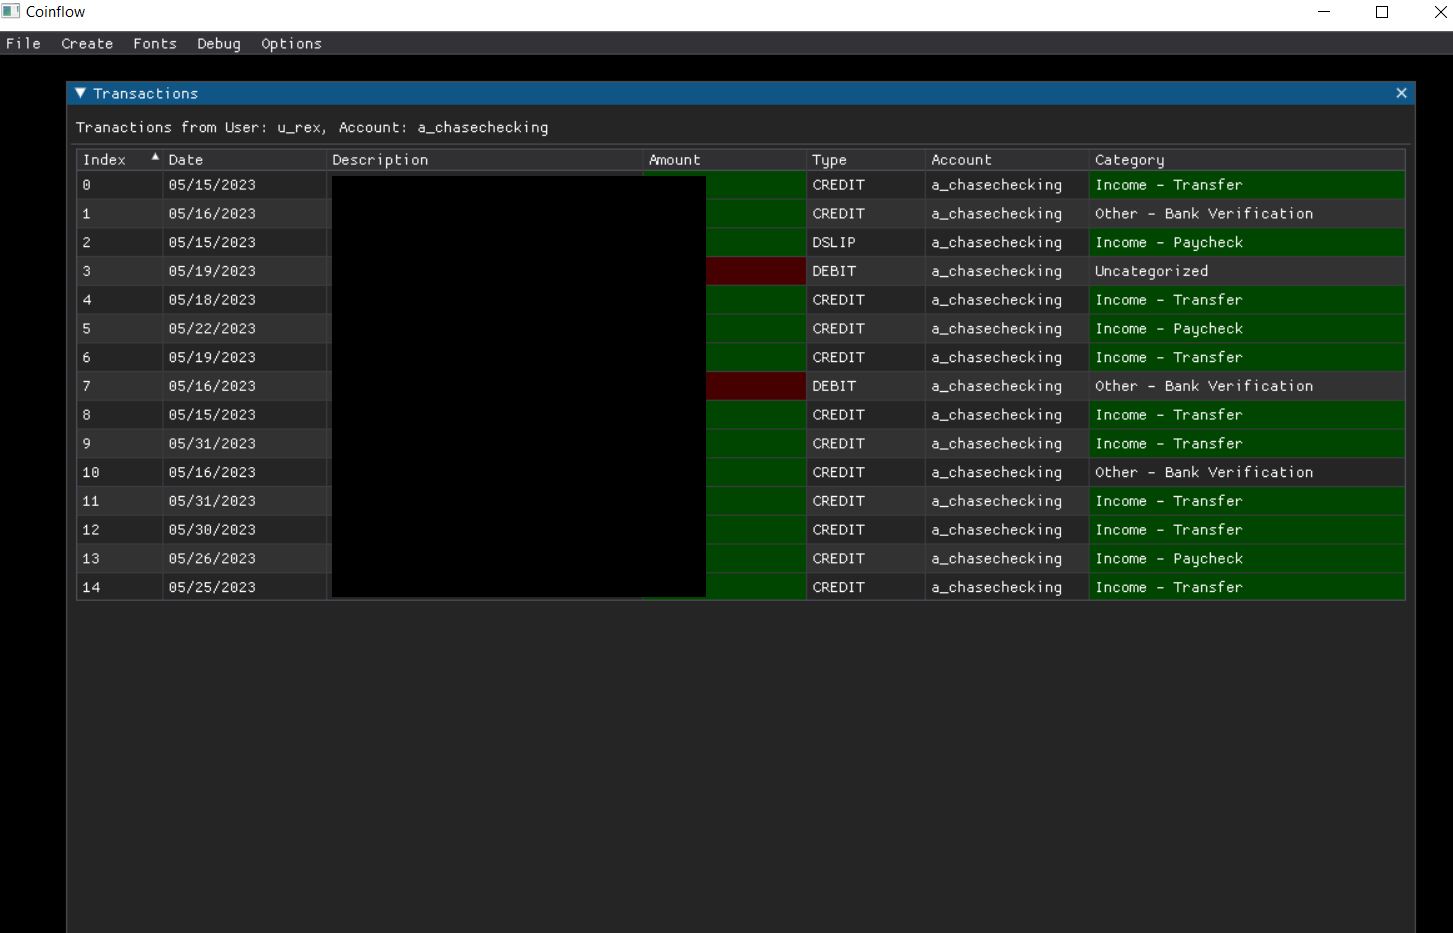 Coinflow
File Create Fonts Debug Options
Transactions
Tranactions from User: u_rex, Account: a_chasechecking
Index Date Description Amount Type Account Category
0 05/15/2023 CREDIT a_chasechecking Income - Transfer
1 05/16/2023 CREDIT a_chasechecking Other - Bank Verification
2 05/15/2023 DSLIP a_chasechecking Income - Paycheck
3 05/19/2023 DEBIT a_chasechecking Uncategorized
4 05/18/2023 CREDIT a_chasechecking Income - Transfer
5 05/22/2023 CREDIT a_chasechecking Income - Paycheck
6 05/19/2023 CREDIT a_chasechecking Income - Transfer
7 05/16/2023 DEBIT a_chasechecking Other - Bank Verification
8 05/15/2023 CREDIT a_chasechecking Income - Transfer
9 05/31/2023 CREDIT a_chasechecking Income - Transfer
10 05/16/2023 CREDIT a_chasechecking Other - Bank Verification
11 05/31/2023 CREDIT a_chasechecking Income - Transfer
12 05/30/2023 CREDIT a_chasechecking Income - Transfer
13 05/26/2023 CREDIT a_chasechecking Income - Paycheck
14 05/25/2023 CREDIT a_chasechecking Income - Transfer